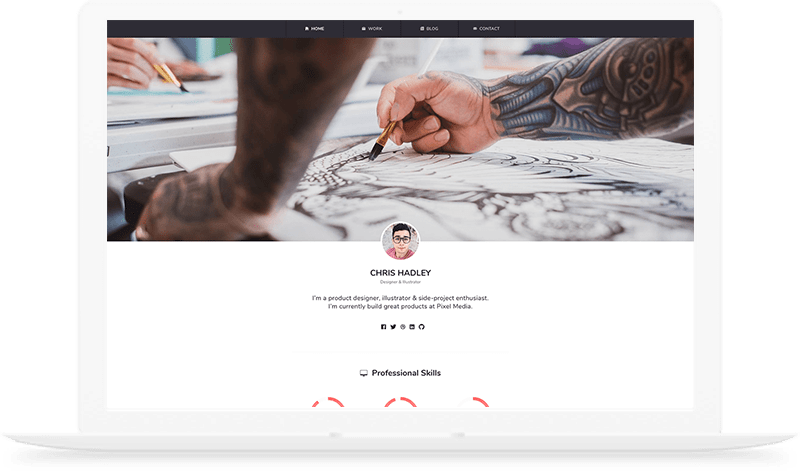 HOME WORK BLOG CONTACT
CHRIS HADLEY
Designer & Illustrator
I'm a product designer, illustrator & side-project enthusiast.
I'm currently build great products at Pixel Media.
Professional Skills